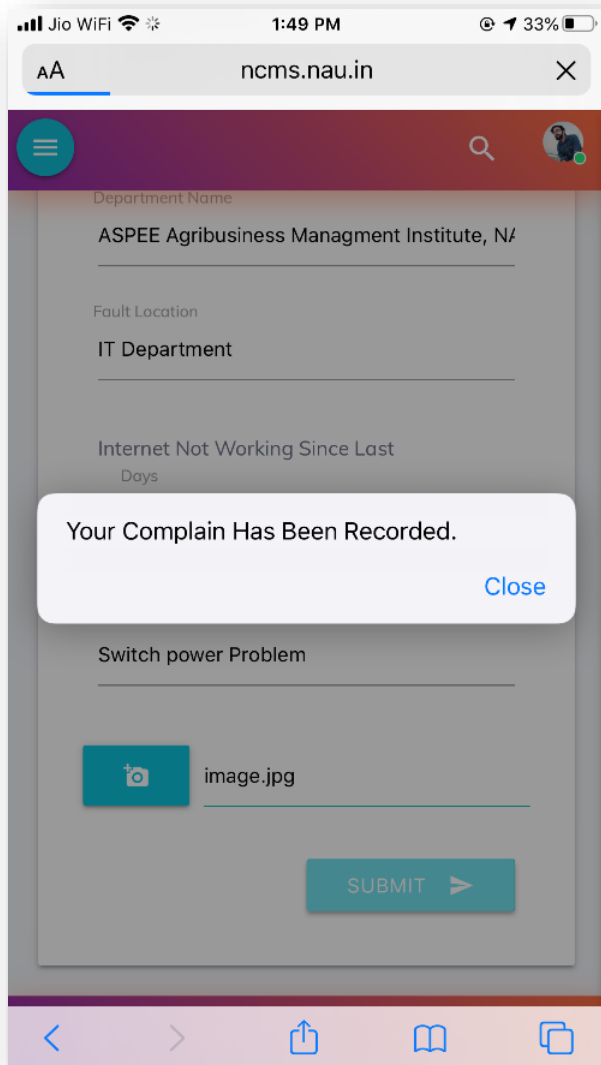 Jio WiFi 1:49 PM 33%
AA ncms.nau.in
Department Name
ASPEE Agribusiness Managment Institute, NA
Fault Location
IT Department
Internet Not Working Since Last
Days
Your Complain Has Been Recorded.
Close
Switch power Problem
image.jpg
SUBMIT